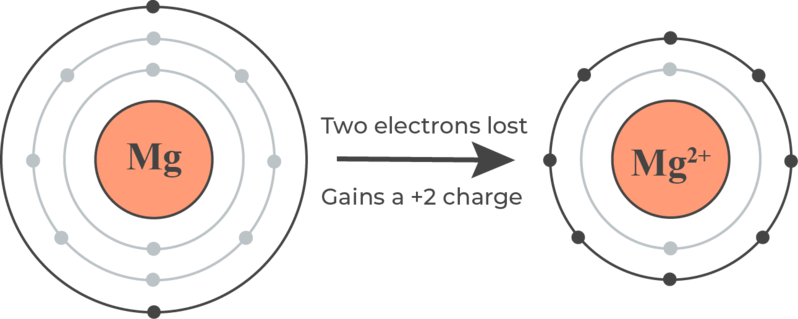 Mg
Two electrons lost
Gains a +2 charge
Mg²⁺